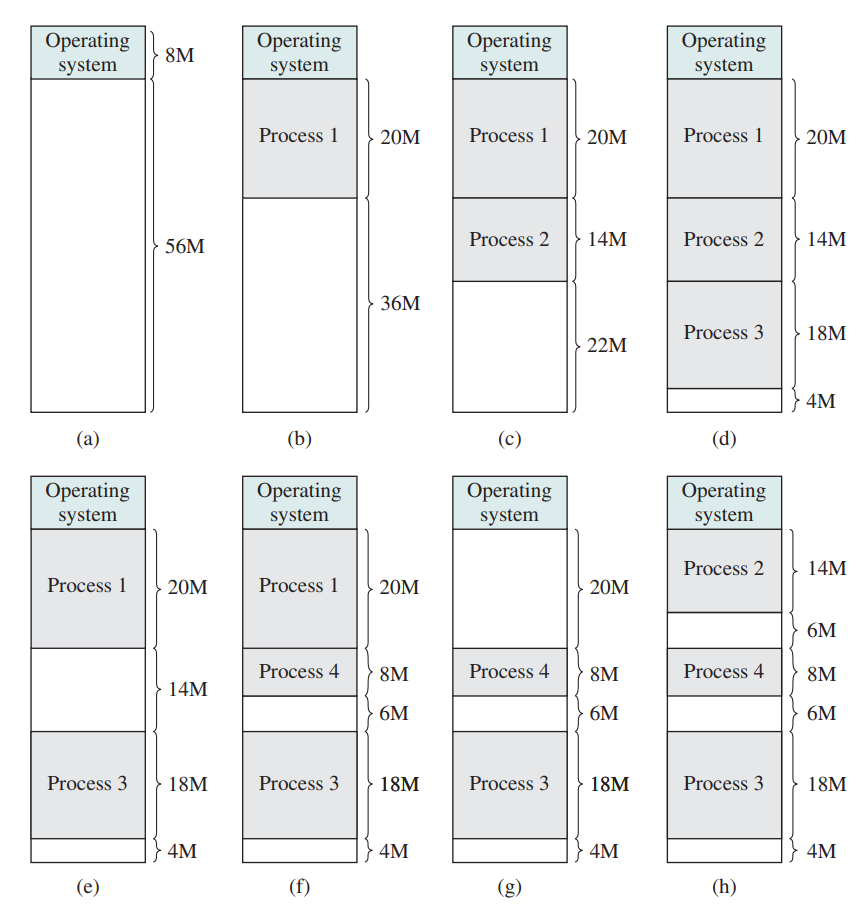 Operating
system
8M
56M
(a)
Operating
system
Process 1
20M
36M
(b)
Operating
system
Process 1
20M
Process 2
14M
22M
(c)
Operating
system
Process 1
20M
Process 2
14M
Process 3
18M
4M
(d)
Operating
system
Process 1
20M
14M
Process 3
18M
4M
(e)
Operating
system
Process 1
20M
Process 4
8M
6M
Process 3
18M
4M
(f)
Operating
system
20M
Process 4
8M
6M
Process 3
18M
4M
(g)
Operating
system
Process 2
14M
6M
Process 4
8M
6M
Process 3
18M
4M
(h)